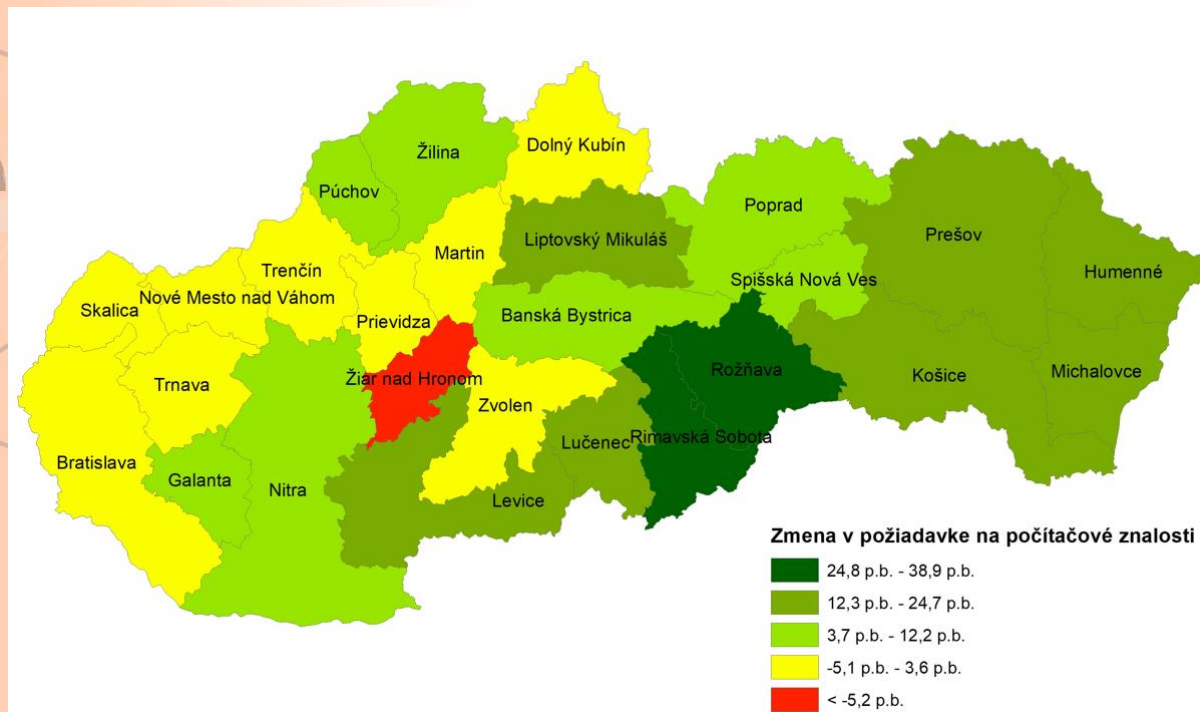 Dolný Kubín
Žilina
Púchov
Poprad
Prešov
Liptovský Mikuláš
Martin
Trenčín
Humenné
Spišská Nová Ves
Nové Mesto nad Váhom
Skalica
Banská Bystrica
Prievidza
Rožňava
Michalovce
Košice
Žiar nad Hronom
Trnava
Zvolen
Rimavská Sobota
Lučenec
Bratislava
Galanta
Nitra
Levice
Zmena v požiadavke na počítačové znalosti
24,8 p.b. - 38,9 p.b.
12,3 p.b. - 24,7 p.b.
3,7 p.b. - 12,2 p.b.
-5,1 p.b. - 3,6 p.b.
< -5,2 p.b.